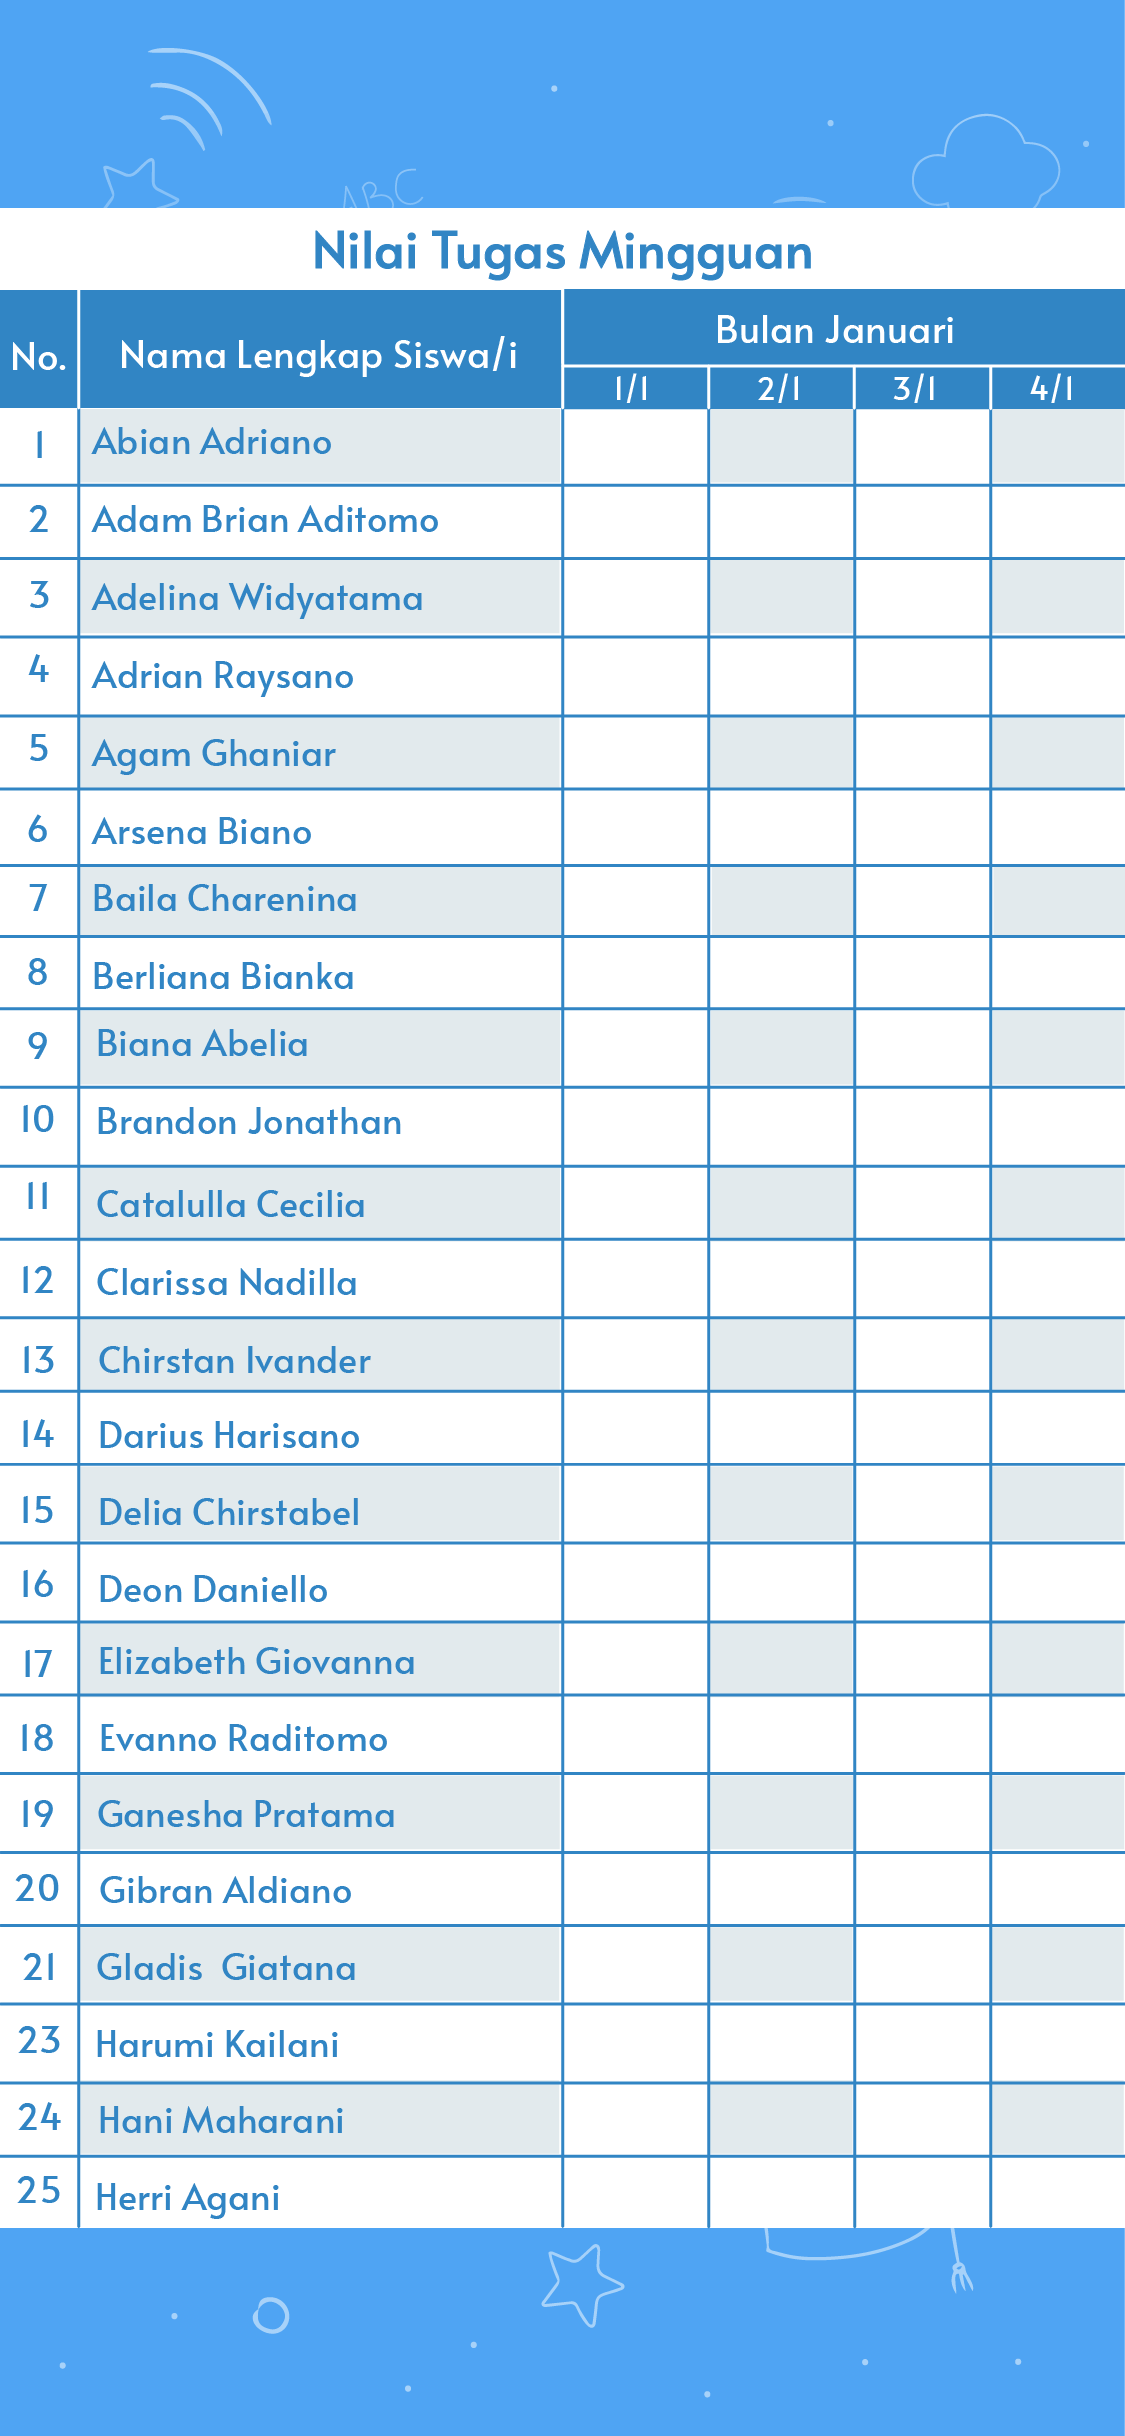 ABC
Nilai Tugas Mingguan
No. Nama Lengkap Siswa/i Bulan Januari
1/1 2/1 3/1 4/1
1 Abian Adriano
2 Adam Brian Aditomo
3 Adelina Widyatama
4 Adrian Raysano
5 Agam Ghaniar
6 Arsena Biano
7 Baila Charenina
8 Berliana Bianka
9 Biana Abelia
10 Brandon Jonathan
11 Catalulla Cecilia
12 Clarissa Nadilla
13 Chirstan Ivander
14 Darius Harisano
15 Delia Chirstabel
16 Deon Daniello
17 Elizabeth Giovanna
18 Evanno Raditomo
19 Ganesha Pratama
20 Gibran Aldiano
21 Gladis Giatana
23 Harumi Kailani
24 Hani Maharani
25 Herri Agani